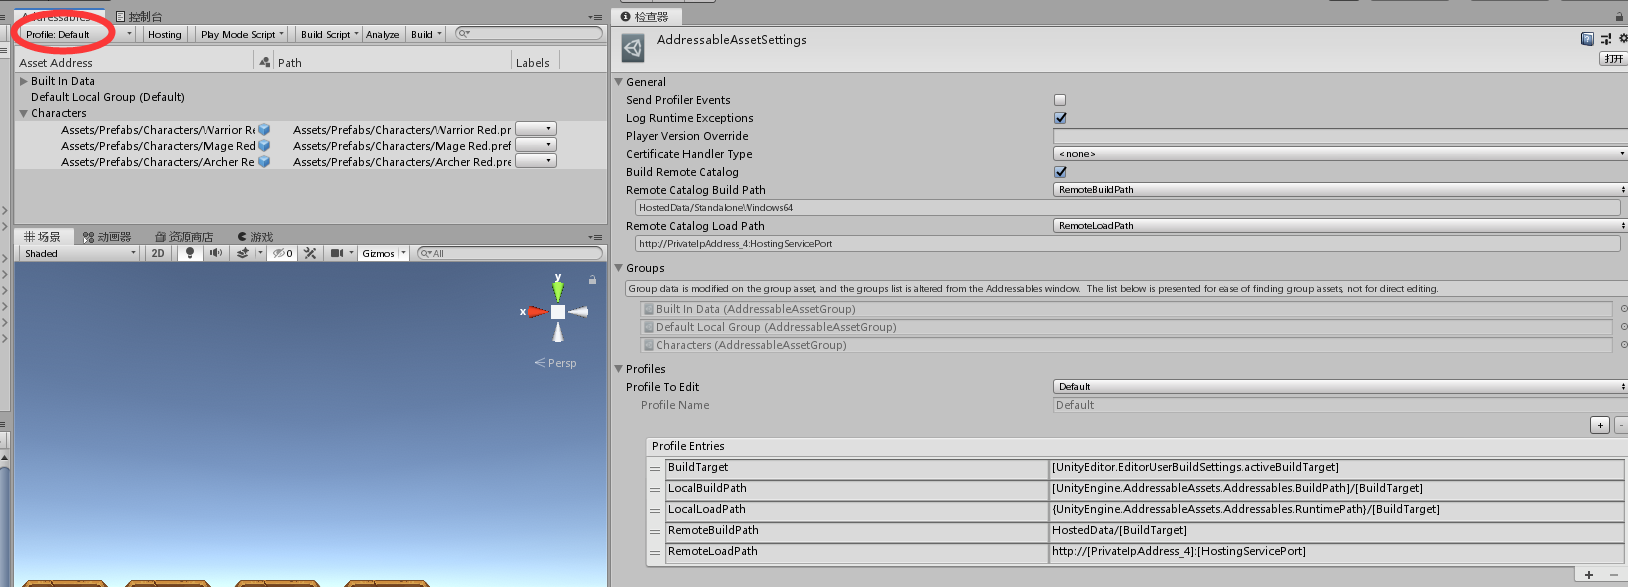 Addressables
控制台
Profile: Default
Hosting
Play Mode Script
Build Script
Analyze
Build
Asset Address
Path
Labels
Built In Data
Default Local Group (Default)
Characters
Assets/Prefabs/Characters/Warrior Re
Assets/Prefabs/Characters/Warrior Red.pr
Assets/Prefabs/Characters/Mage Red
Assets/Prefabs/Characters/Mage Red.pref
Assets/Prefabs/Characters/Archer Re
Assets/Prefabs/Characters/Archer Red.pre
场景
动画器
资源商店
游戏
Shaded
2D
0
Gizmos
All
y
x
Persp
检查器
AddressableAssetSettings
打开
General
Send Profiler Events
Log Runtime Exceptions
Player Version Override
Certificate Handler Type
<none>
Build Remote Catalog
Remote Catalog Build Path
RemoteBuildPath
HostedData/StandaloneWindows64
Remote Catalog Load Path
RemoteLoadPath
http://PrivateIpAddress_4:HostingServicePort
Groups
Group data is modified on the group asset, and the groups list is altered from the Addressables window. The list below is presented for ease of finding group assets, not for direct editing.
Built In Data (AddressableAssetGroup)
Default Local Group (AddressableAssetGroup)
Characters (AddressableAssetGroup)
Profiles
Profile To Edit
Default
Profile Name
Default
+
-
Profile Entries
BuildTarget
[UnityEditor.EditorUserBuildSettings.activeBuildTarget]
LocalBuildPath
[UnityEngine.AddressableAssets.Addressables.BuildPath]/[BuildTarget]
LocalLoadPath
{UnityEngine.AddressableAssets.Addressables.RuntimePath}/[BuildTarget]
RemoteBuildPath
HostedData/[BuildTarget]
RemoteLoadPath
http://[PrivateIpAddress_4]:[HostingServicePort]
+
-